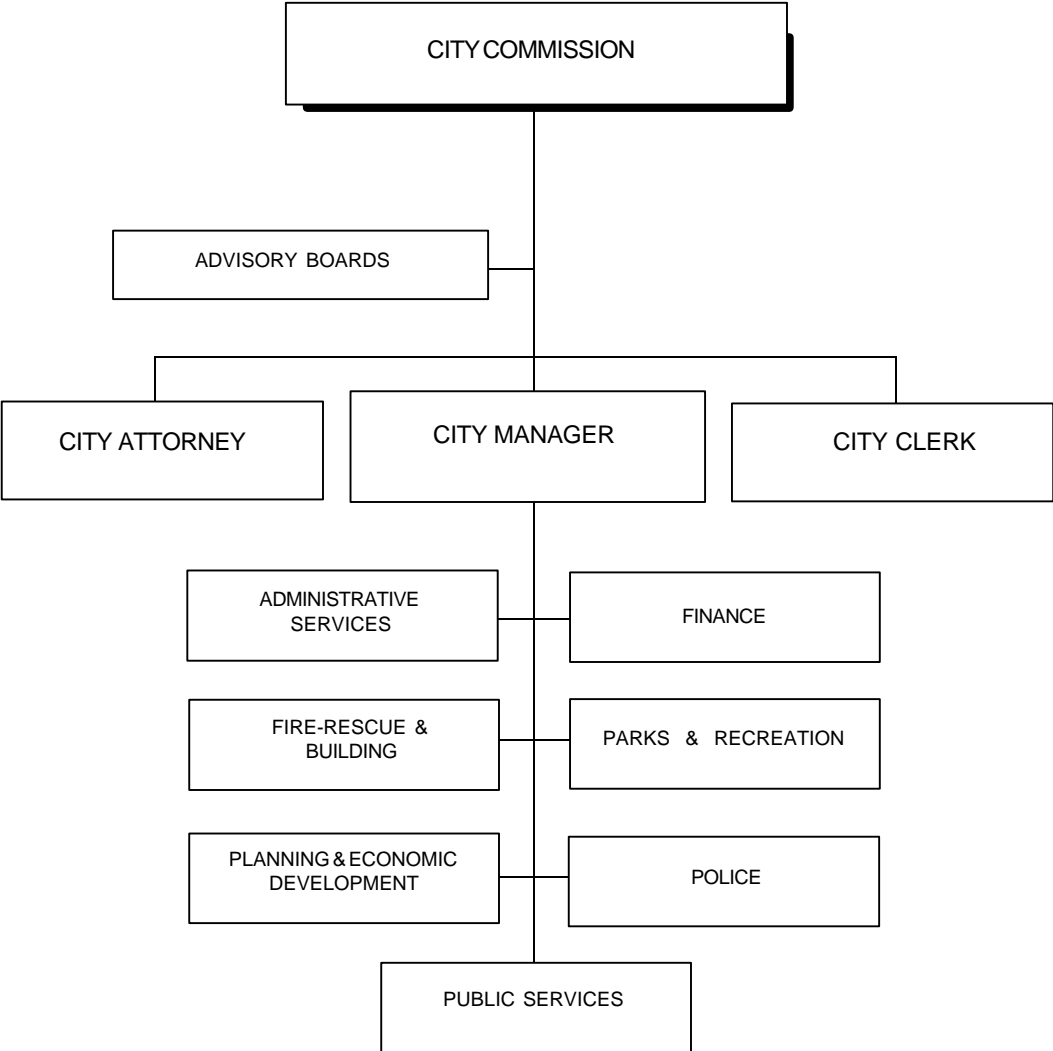 CITY COMMISSION
ADVISORY BOARDS
CITY ATTORNEY
CITY MANAGER
CITY CLERK
ADMINISTRATIVE
SERVICES
FINANCE
FIRE-RESCUE &
BUILDING
PARKS & RECREATION
PLANNING & ECONOMIC
DEVELOPMENT
POLICE
PUBLIC SERVICES